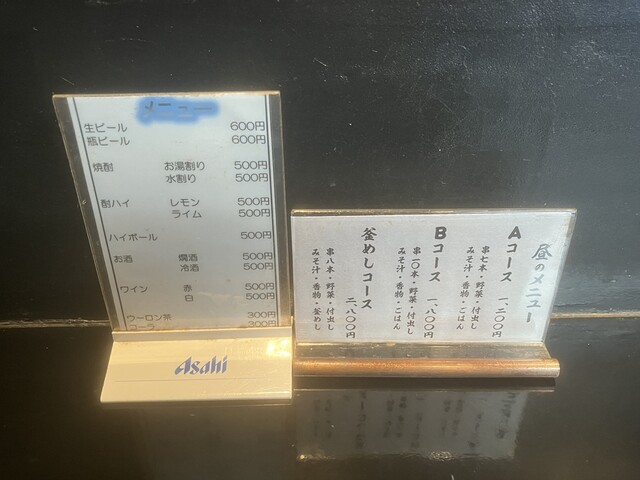 メニュー
生ビール 600円
瓶ビール 600円
焼酎 お湯割り 500円
水割り 500円
酎ハイ レモン 500円
ライム 500円
ハイボール 500円
お酒 燗酒 500円
冷酒 500円
ワイン 赤 500円
白 500円
ウーロン茶 300円
コーラ 300円
Asahi
昼のメニュー
Aコース 一、二〇〇円
串七本・野菜・付出し
みそ汁・香物・ごはん
Bコース 一、八〇〇円
串一〇本・野菜・付出し
みそ汁・香物・ごはん
釜めしコース 二、八〇〇円
串八本・野菜・付出し
みそ汁・香物・釜めし